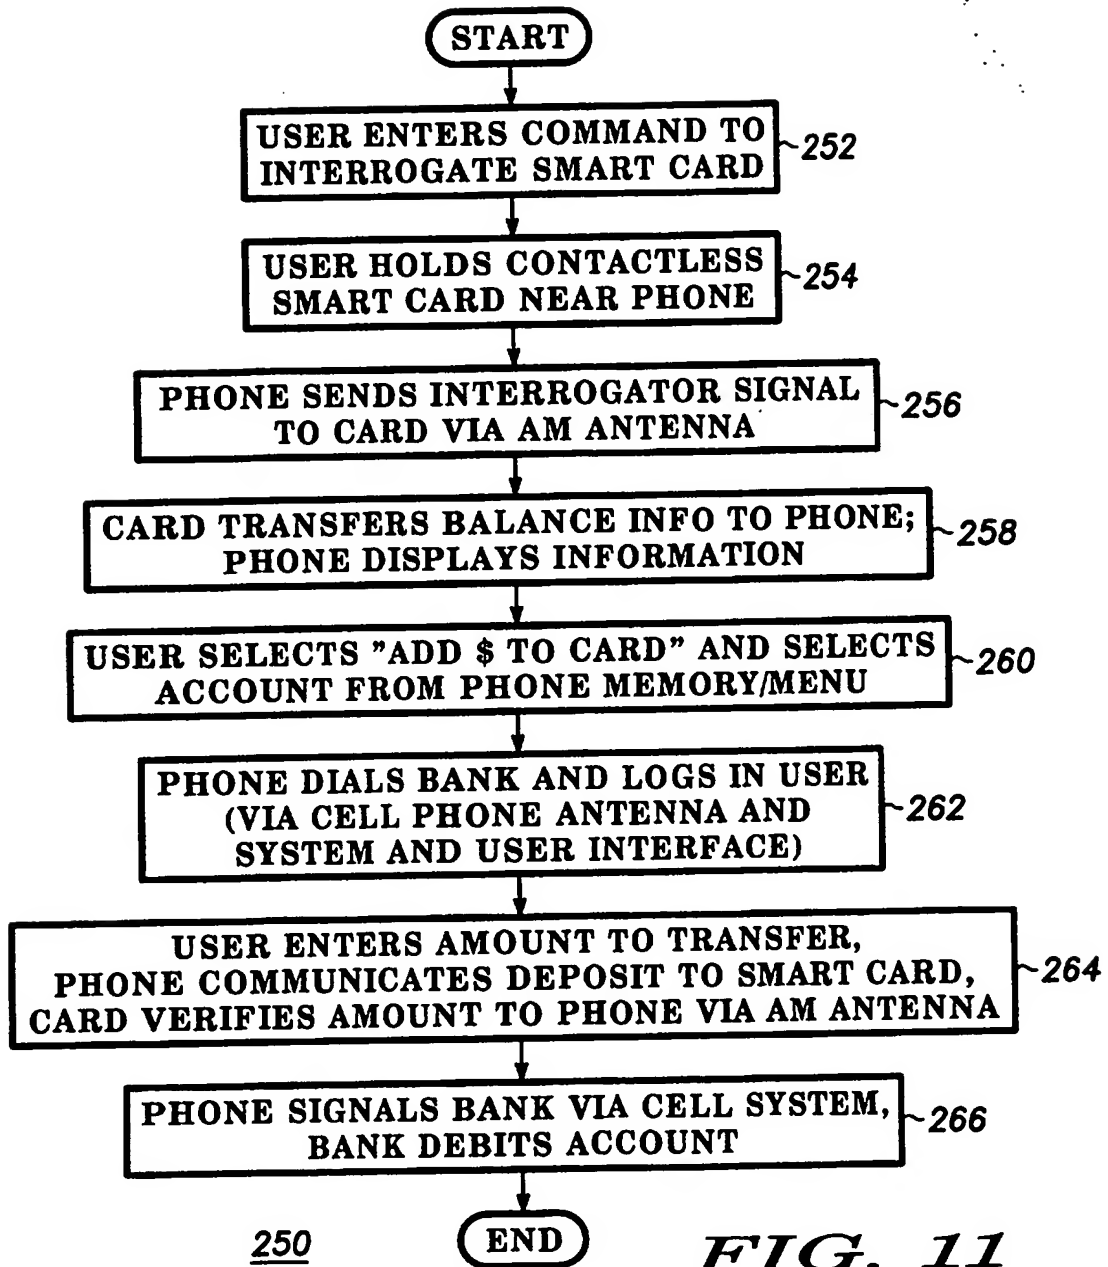 START
USER ENTERS COMMAND TO
INTERROGATE SMART CARD
252
USER HOLDS CONTACTLESS
SMART CARD NEAR PHONE
254
PHONE SENDS INTERROGATOR SIGNAL
TO CARD VIA AM ANTENNA
256
CARD TRANSFERS BALANCE INFO TO PHONE;
PHONE DISPLAYS INFORMATION
258
USER SELECTS "ADD $ TO CARD" AND SELECTS
ACCOUNT FROM PHONE MEMORY/MENU
260
PHONE DIALS BANK AND LOGS IN USER
(VIA CELL PHONE ANTENNA AND
SYSTEM AND USER INTERFACE)
262
USER ENTERS AMOUNT TO TRANSFER,
PHONE COMMUNICATES DEPOSIT TO SMART CARD,
CARD VERIFIES AMOUNT TO PHONE VIA AM ANTENNA
264
PHONE SIGNALS BANK VIA CELL SYSTEM,
BANK DEBITS ACCOUNT
266
END
250
FIG. 11